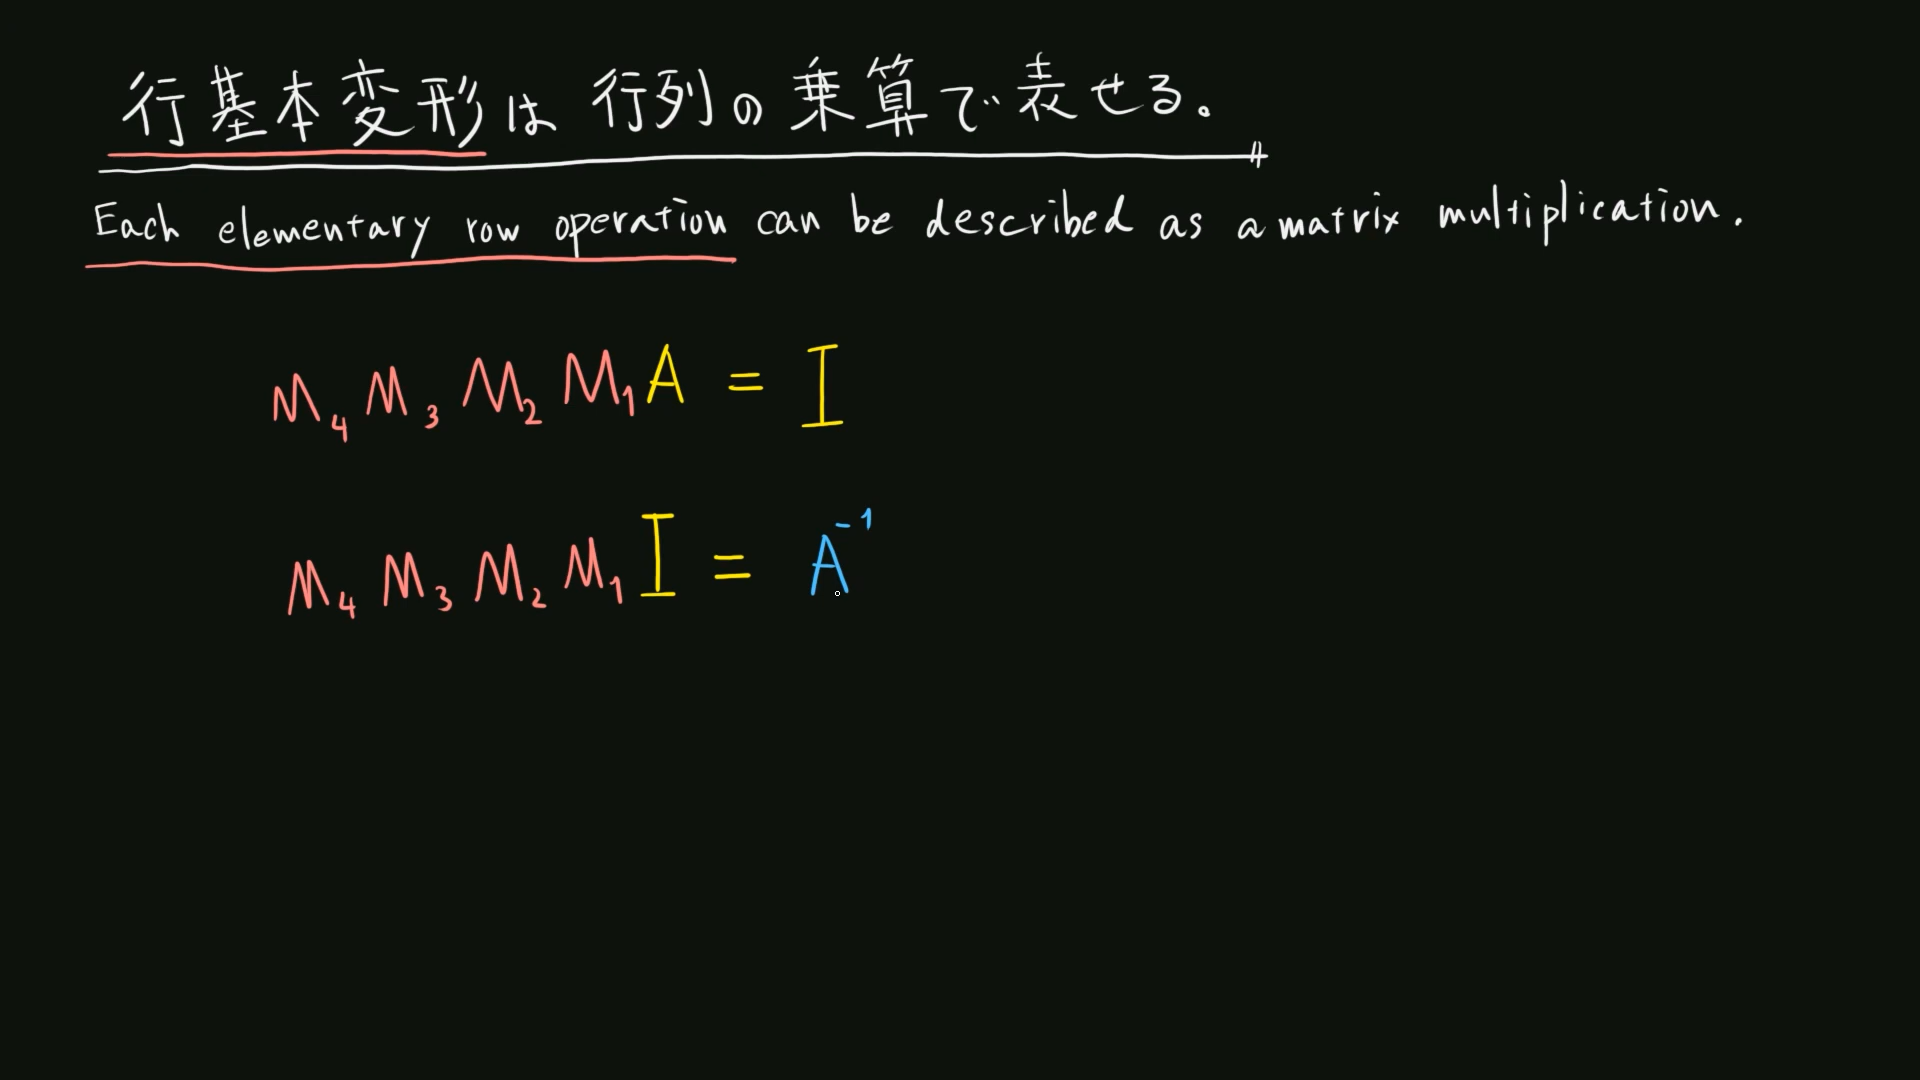 行基本変形は行列の乗算で表せる。
Each elementary row operation can be described as a matrix multiplication.
M₄ M₃ M₂ M₁ A = I
M₄ M₃ M₂ M₁ I = A⁻¹